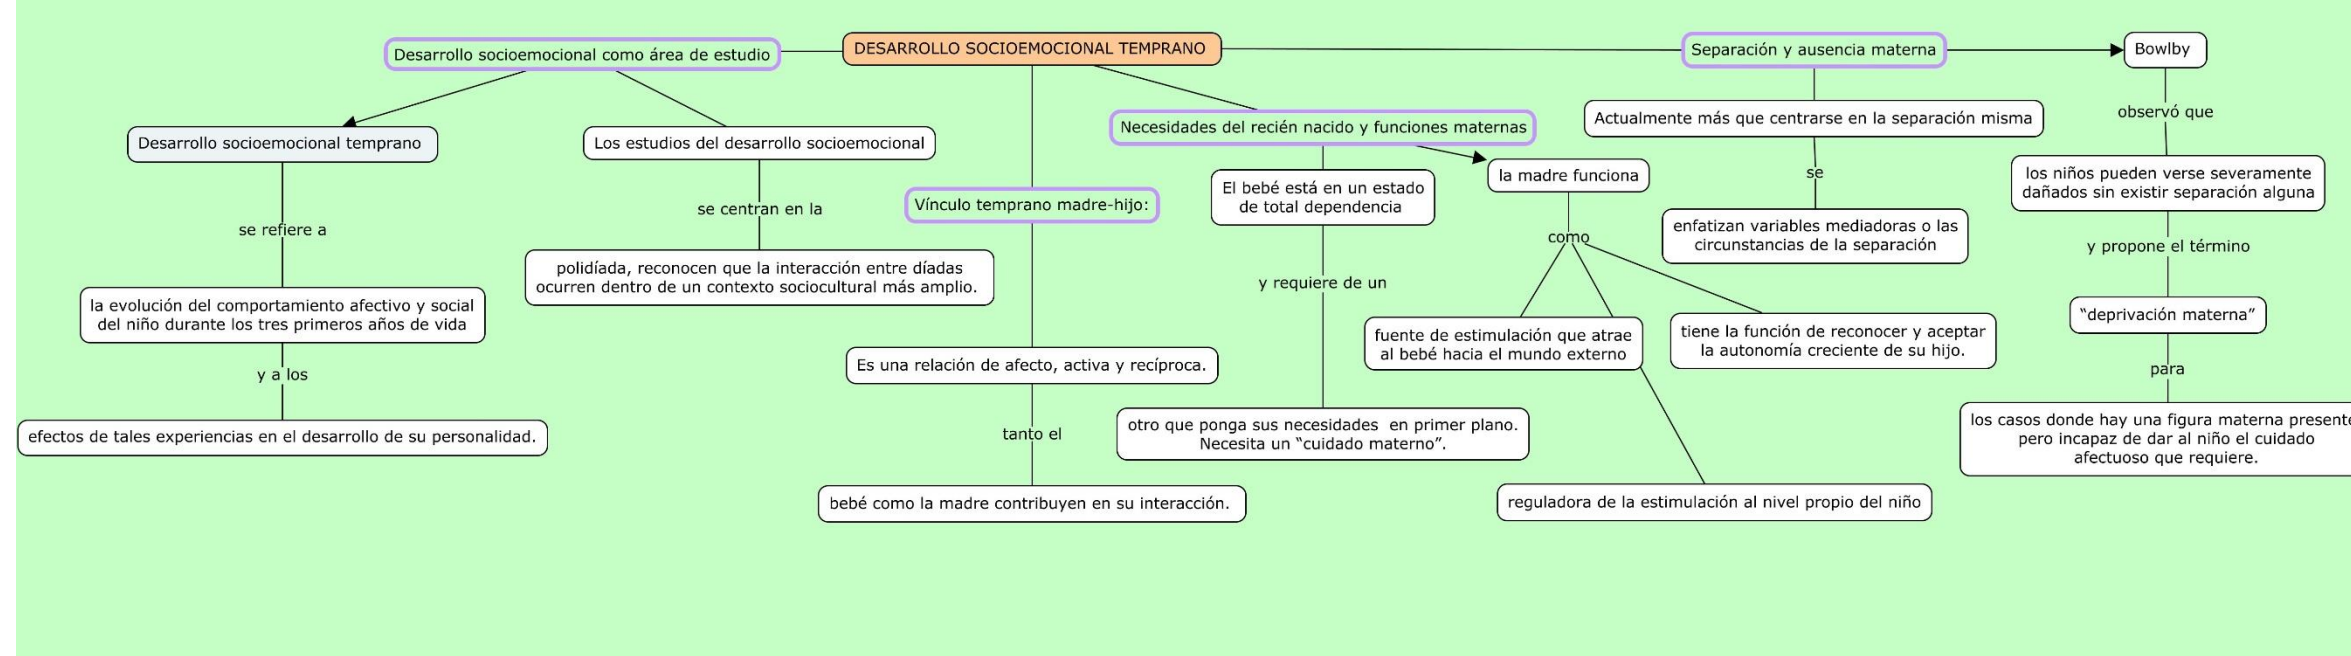 DESARROLLO SOCIOEMOCIONAL TEMPRANO
Desarrollo socioemocional como área de estudio
Desarrollo socioemocional temprano
se refiere a
la evolución del comportamiento afectivo y social
del niño durante los tres primeros años de vida
y a los
efectos de tales experiencias en el desarrollo de su personalidad.
Los estudios del desarrollo socioemocional
se centran en la
polidíada, reconocen que la interacción entre díadas
ocurren dentro de un contexto sociocultural más amplio.
Vínculo temprano madre-hijo:
Es una relación de afecto, activa y recíproca.
tanto el
bebé como la madre contribuyen en su interacción.
Necesidades del recién nacido y funciones maternas
El bebé está en un estado
de total dependencia
y requiere de un
otro que ponga sus necesidades en primer plano.
Necesita un “cuidado materno”.
la madre funciona
como
fuente de estimulación que atrae
al bebé hacia el mundo externo
reguladora de la estimulación al nivel propio del niño
tiene la función de reconocer y aceptar
la autonomía creciente de su hijo.
Separación y ausencia materna
Actualmente más que centrarse en la separación misma
se
enfatizan variables mediadoras o las
circunstancias de la separación
Bowlby
observó que
los niños pueden verse severamente
dañados sin existir separación alguna
y propone el término
“deprivación materna”
para
los casos donde hay una figura materna presente
pero incapaz de dar al niño el cuidado
afectuoso que requiere.